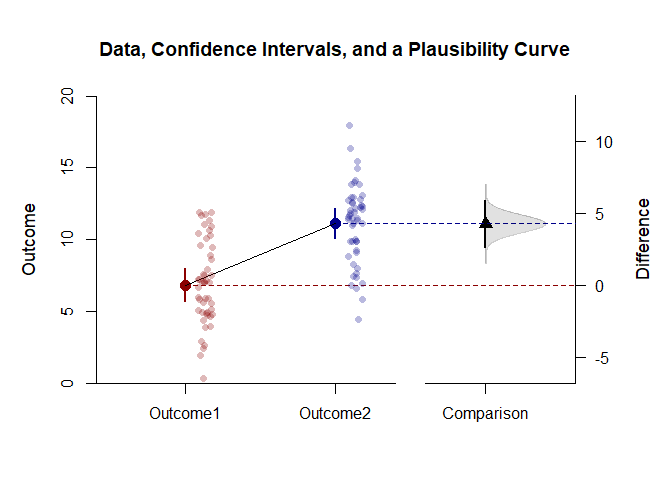 Data, Confidence Intervals, and a Plausibility Curve
Outcome
20
15
10
5
0
10
5
0
-5
Difference
Outcome1
Outcome2
Comparison